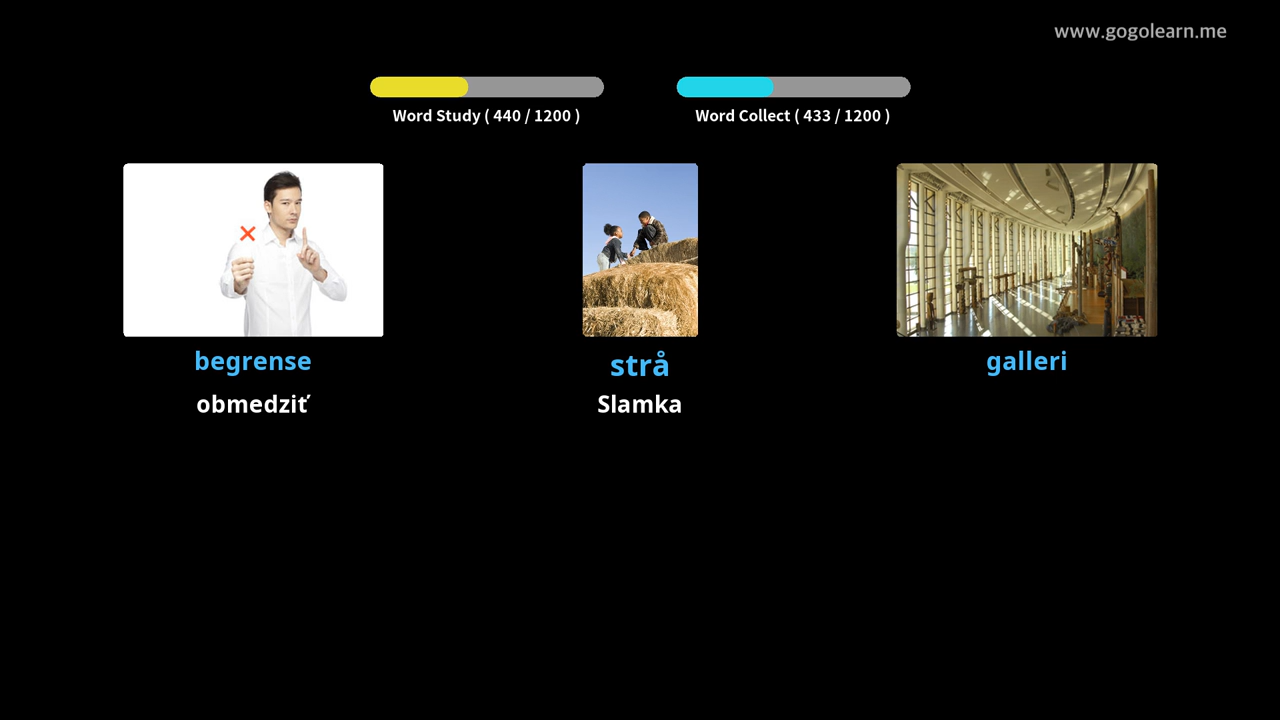 www.gogolearn.me
Word Study ( 440 / 1200 )
Word Collect ( 433 / 1200 )
begrense
strå
galleri
obmedziť
Slamka